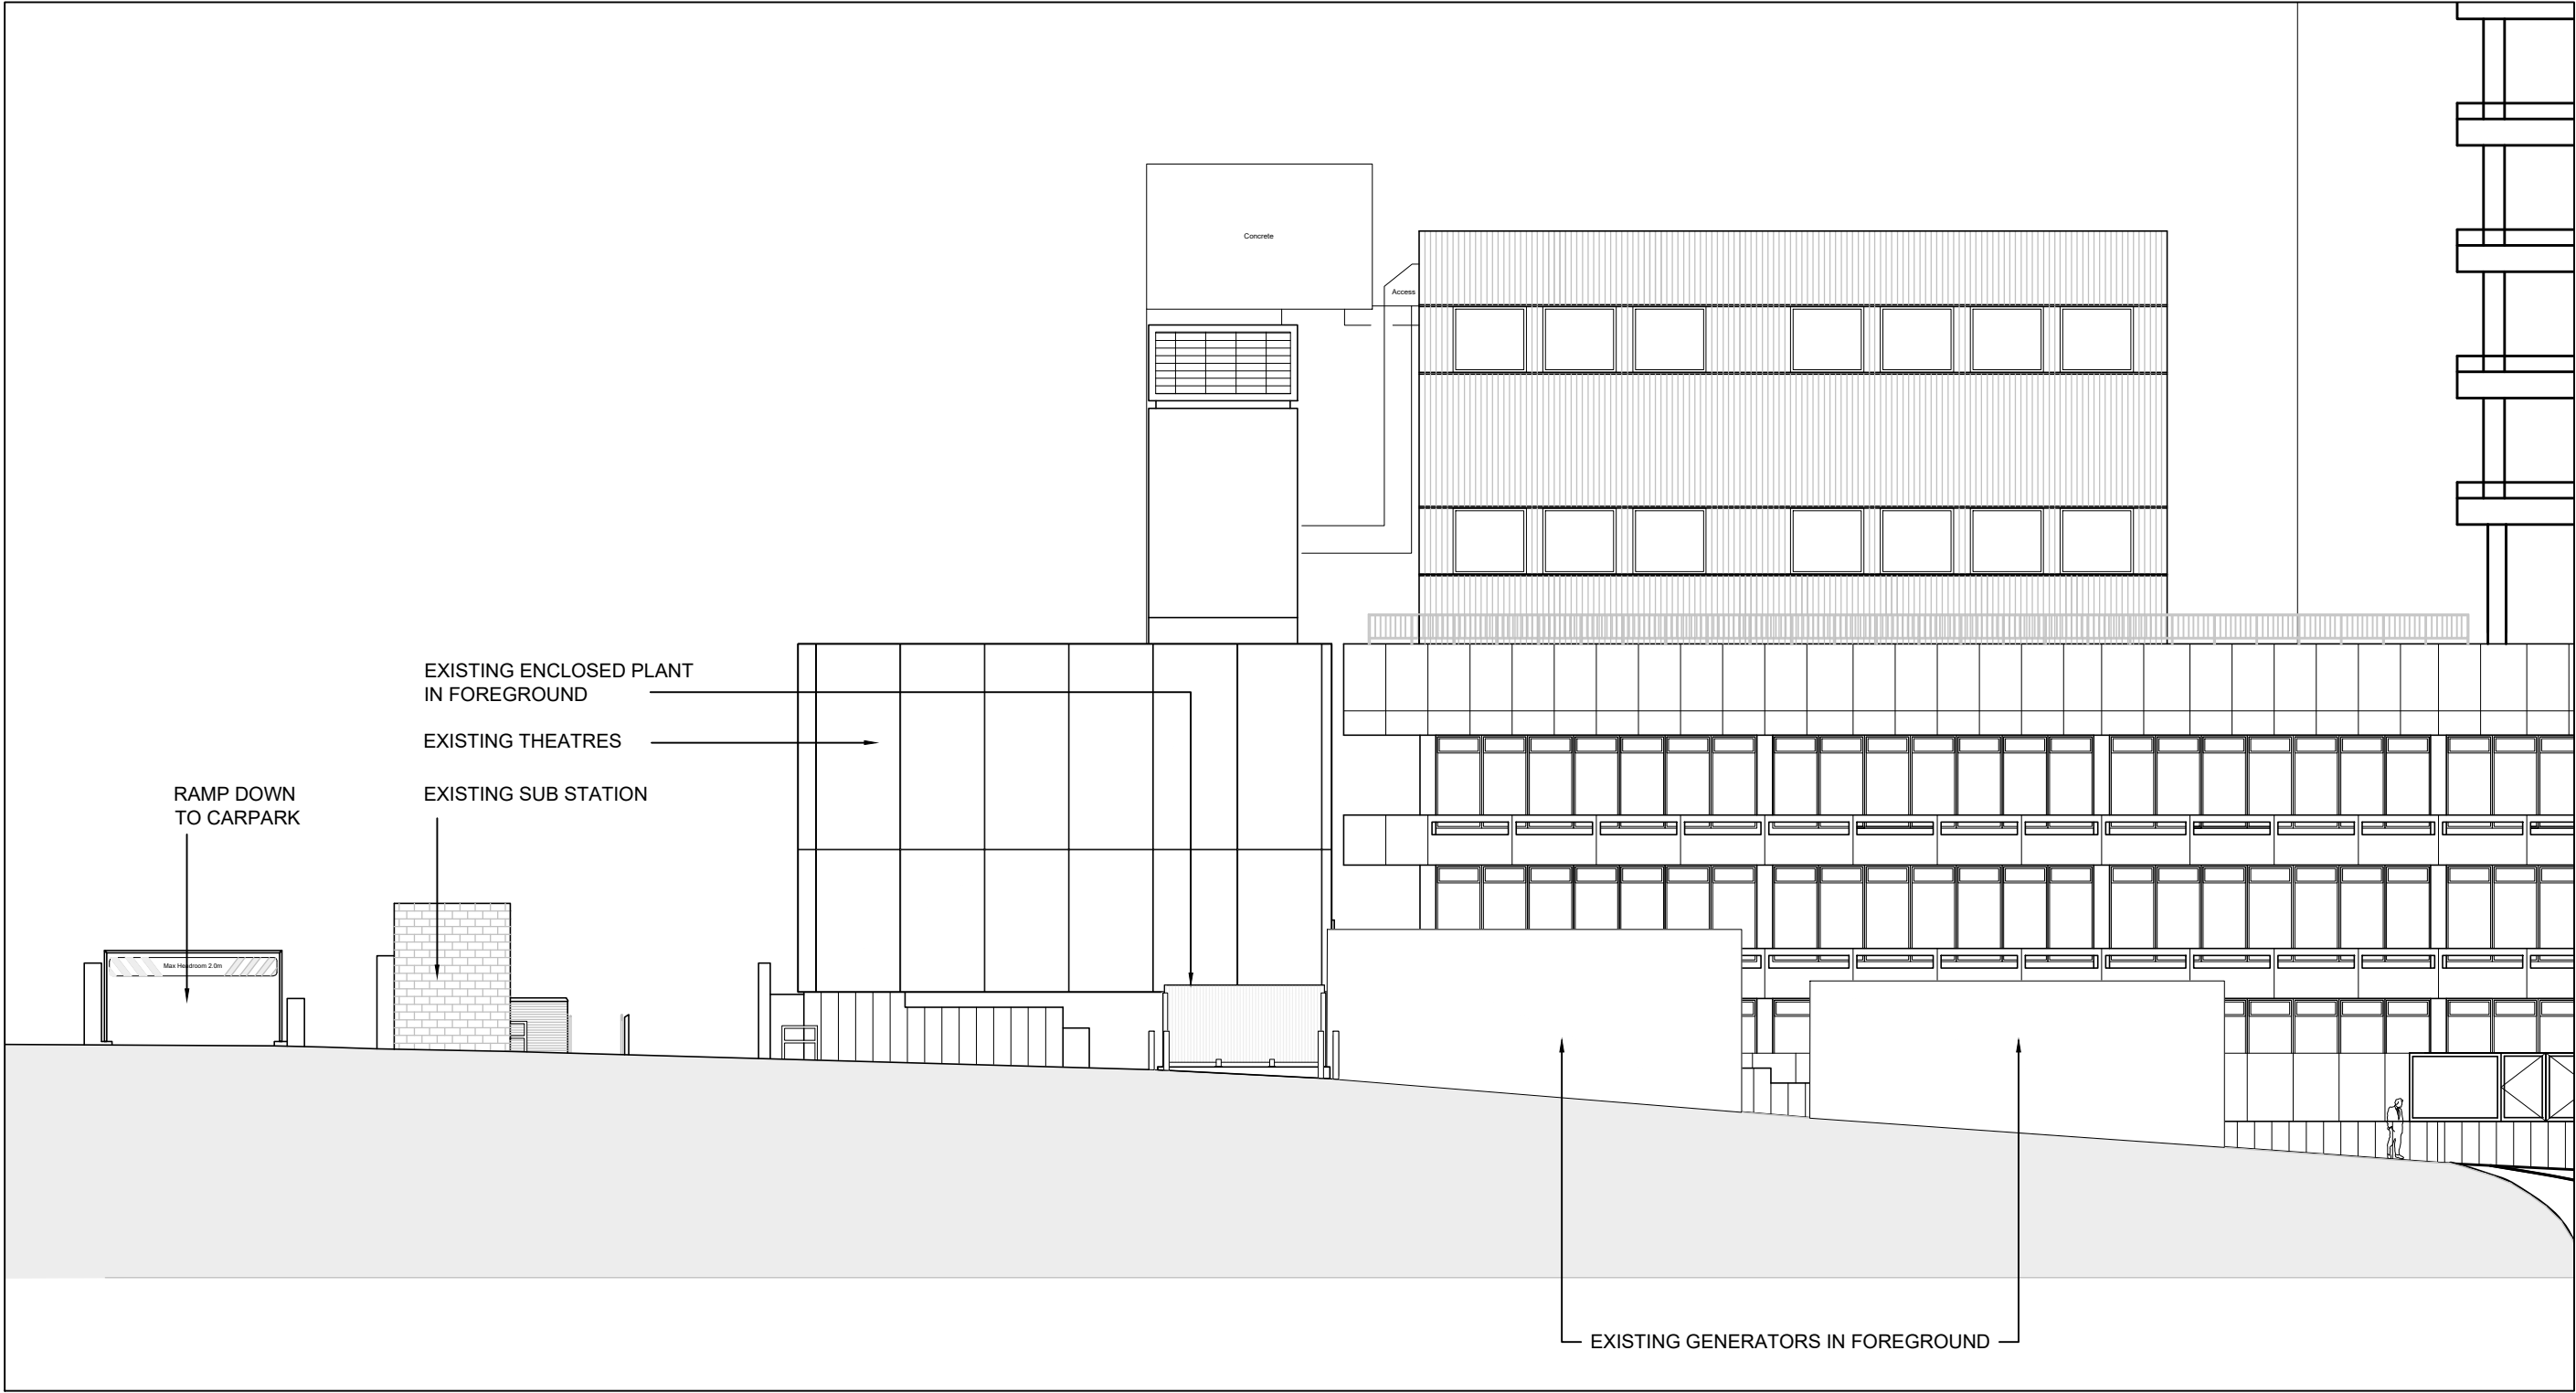 Concrete
Access
EXISTING ENCLOSED PLANT
IN FOREGROUND
EXISTING THEATRES
RAMP DOWN
TO CARPARK
EXISTING SUB STATION
Max Headroom 2.0m
EXISTING GENERATORS IN FOREGROUND